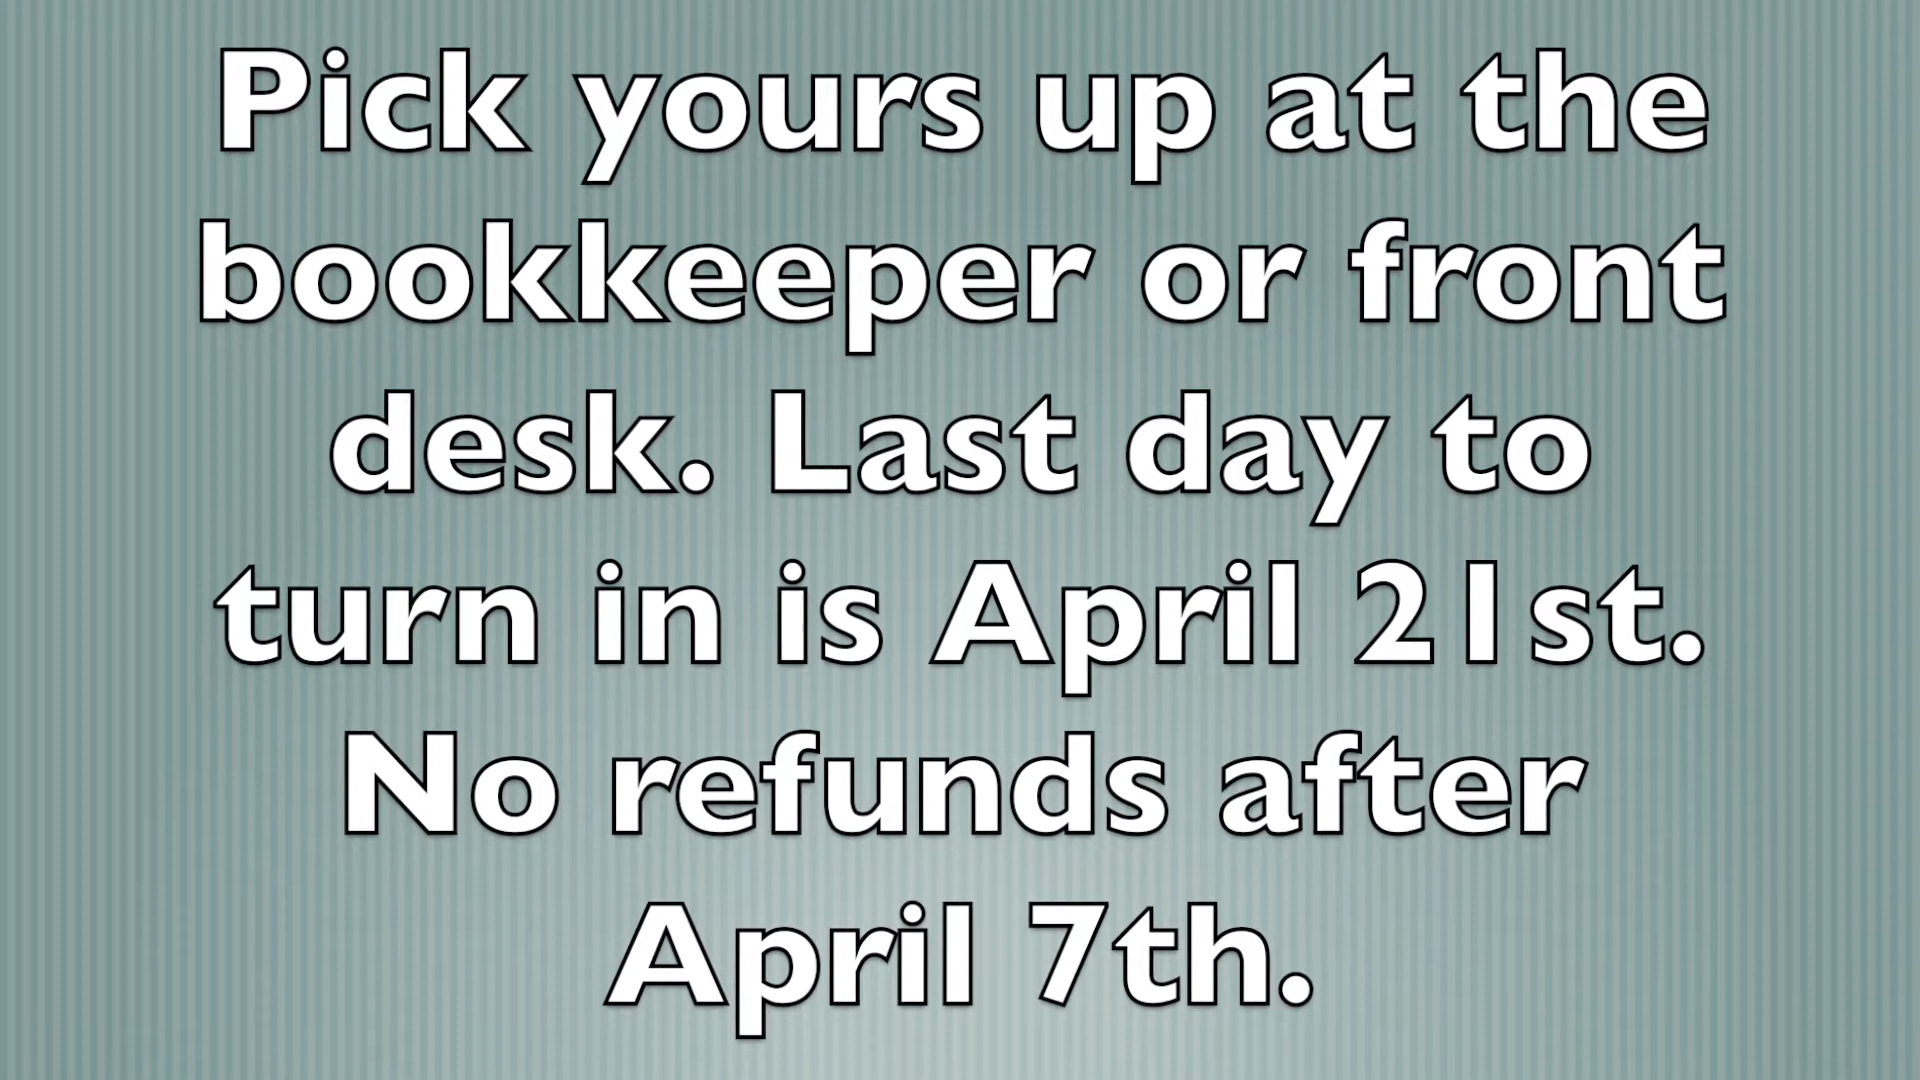 Pick yours up at the
bookkeeper or front
desk. Last day to
turn in is April 21st.
No refunds after
April 7th.